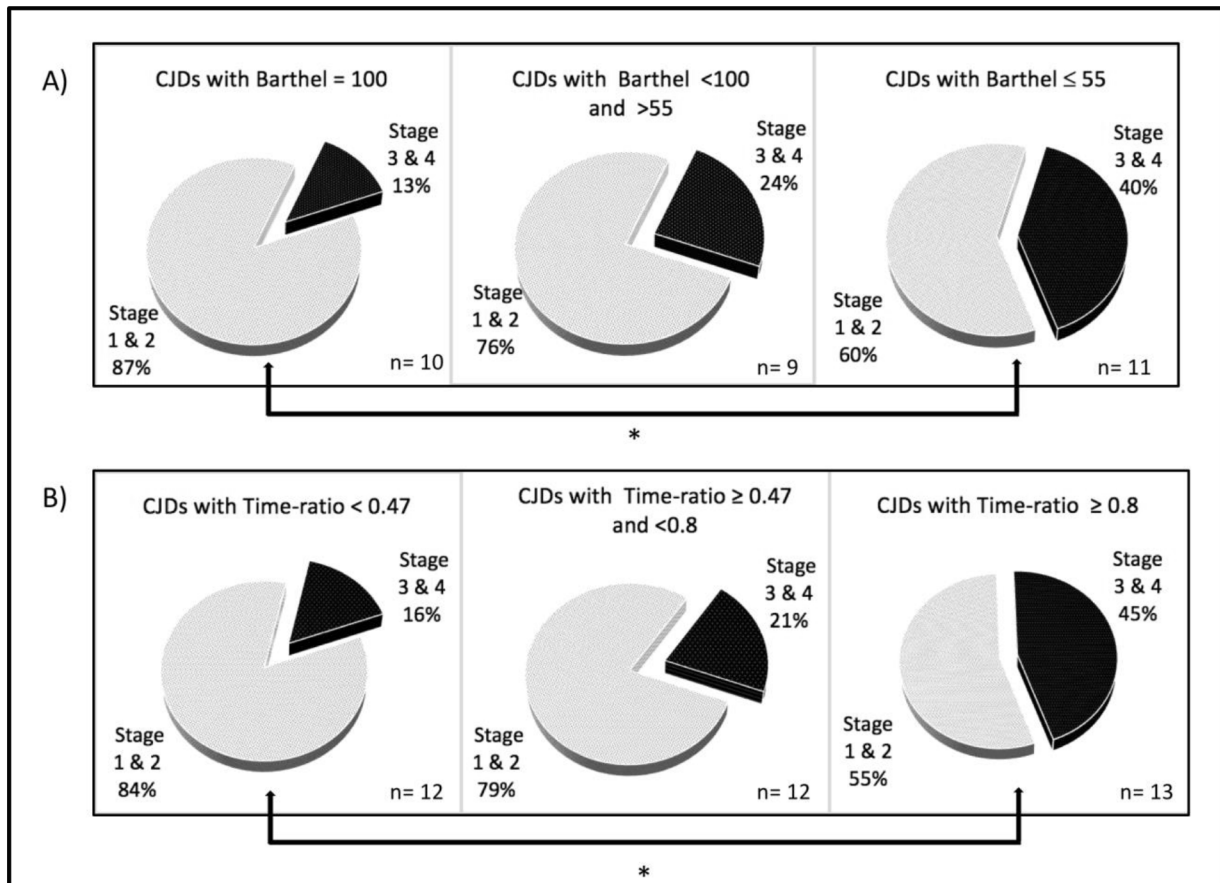 A)
CJDs with Barthel = 100
Stage
3 & 4
13%
Stage
1 & 2
87%
n= 10
CJDs with Barthel <100
and >55
Stage
3 & 4
24%
Stage
1 & 2
76%
n= 9
CJDs with Barthel ≤ 55
Stage
3 & 4
40%
Stage
1 & 2
60%
n= 11
*
B)
CJDs with Time-ratio < 0.47
Stage
3 & 4
16%
Stage
1 & 2
84%
n= 12
CJDs with Time-ratio ≥ 0.47
and <0.8
Stage
3 & 4
21%
Stage
1 & 2
79%
n= 12
CJDs with Time-ratio ≥ 0.8
Stage
3 & 4
45%
Stage
1 & 2
55%
n= 13
*